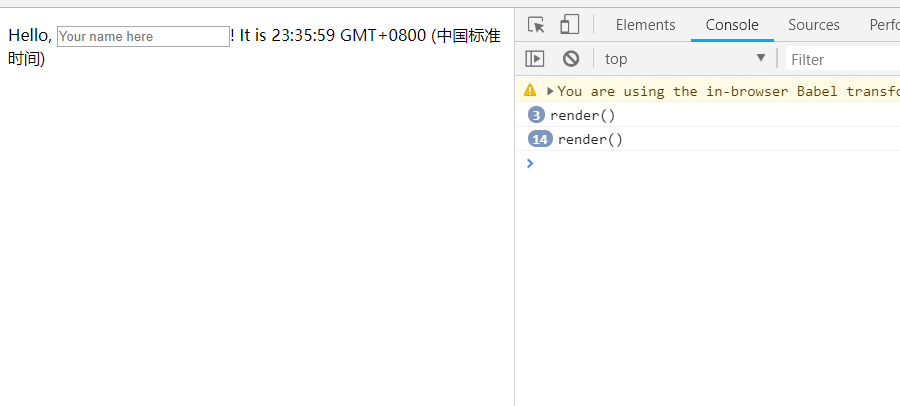 Hello, Your name here! It is 23:35:59 GMT+0800 (中国标准
时间)
Elements Console Sources Perfo
top Filter
You are using the in-browser Babel transfo
3 render()
14 render()